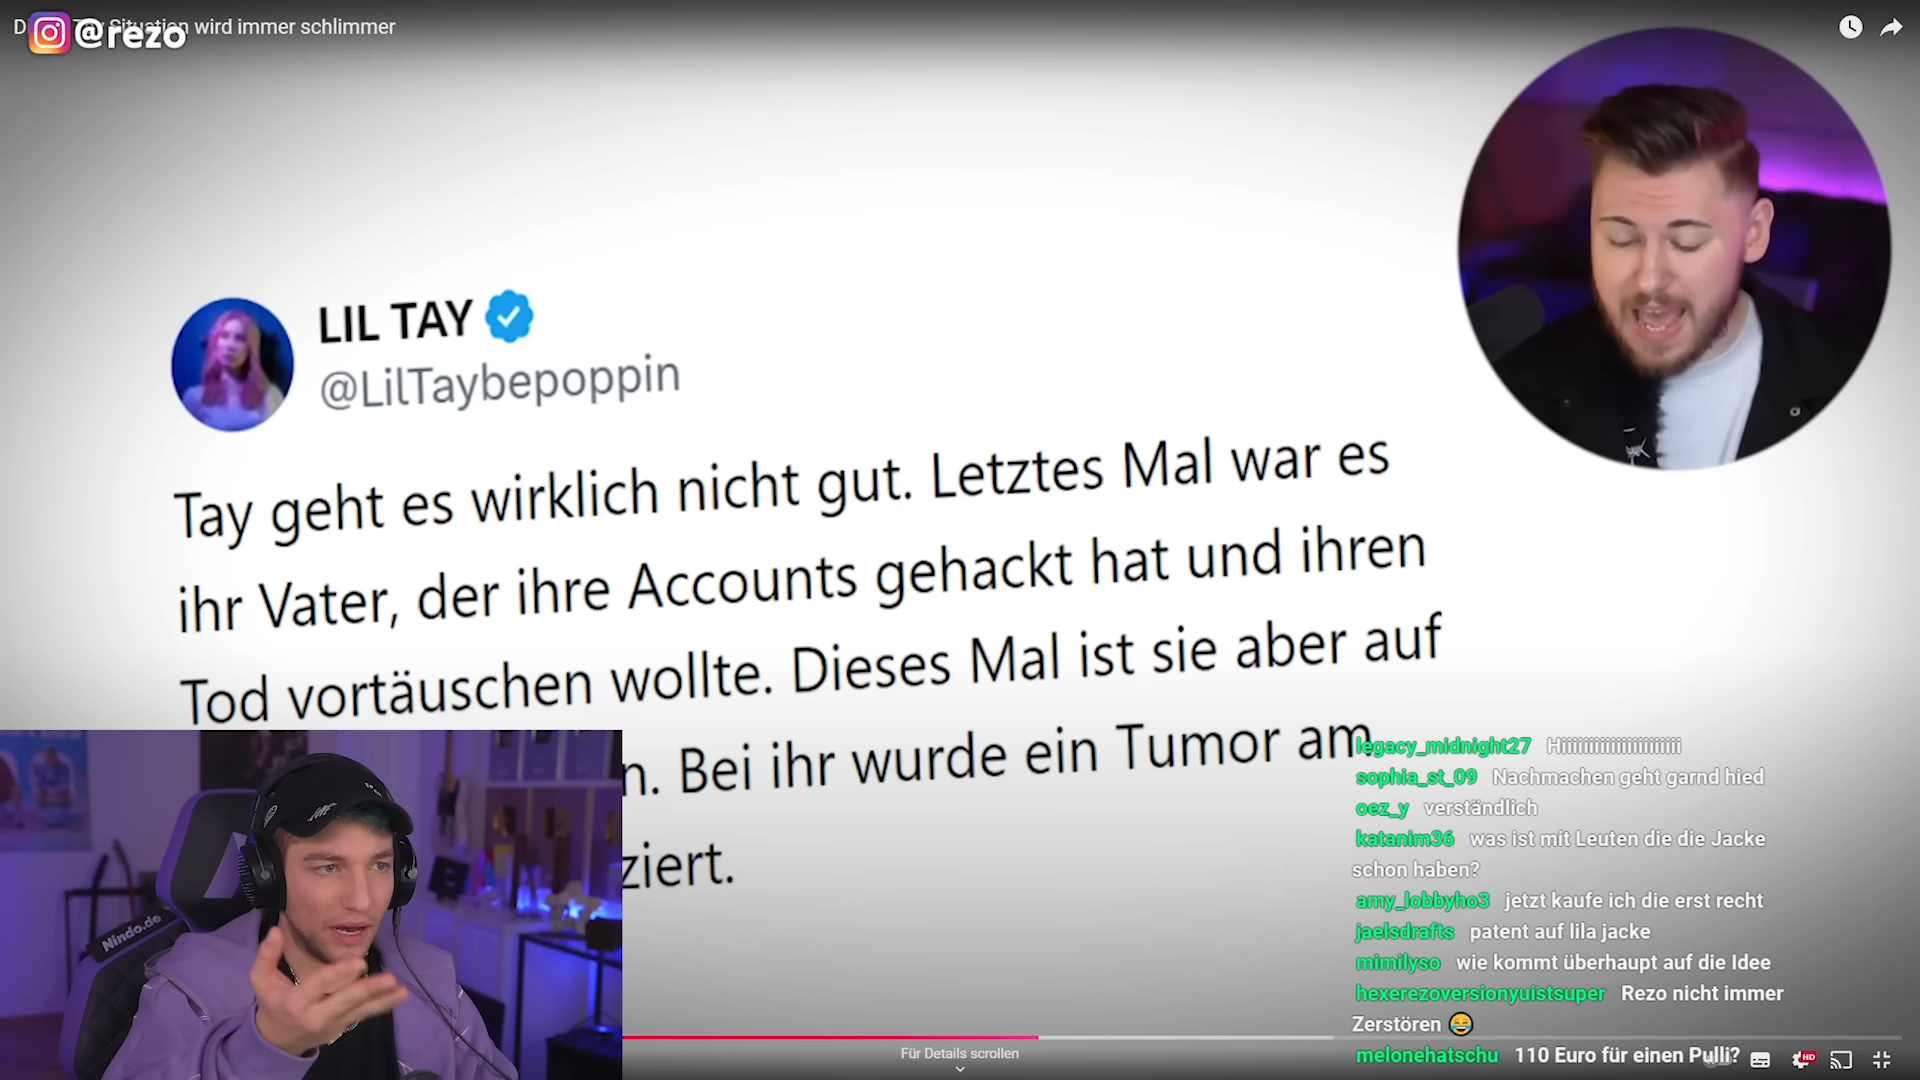 Situation wird immer schlimmer
@rezo
LIL TAY
@LilTaybepoppin
Tay geht es wirklich nicht gut. Letztes Mal war es
ihr Vater, der ihre Accounts gehackt hat und ihren
Tod vortäuschen wollte. Dieses Mal ist sie aber auf
n. Bei ihr wurde ein Tumor am
ziert.
Nindo.de
legacy_midnight27 Hiiiiiiiiiiiiiiiiiiiiii
sophia_st_09 Nachmachen geht garnd hied
oez_y verständlich
katanim36 was ist mit Leuten die die Jacke
schon haben?
amy_lobbyho3 jetzt kaufe ich die erst recht
jaelsdrafts patent auf lila jacke
mimilyso wie kommt überhaupt auf die Idee
hexerezoversionyuistsuper Rezo nicht immer
Zerstören 😂
melonehatschu 110 Euro für einen Pulli?
Für Details scrollen
HD